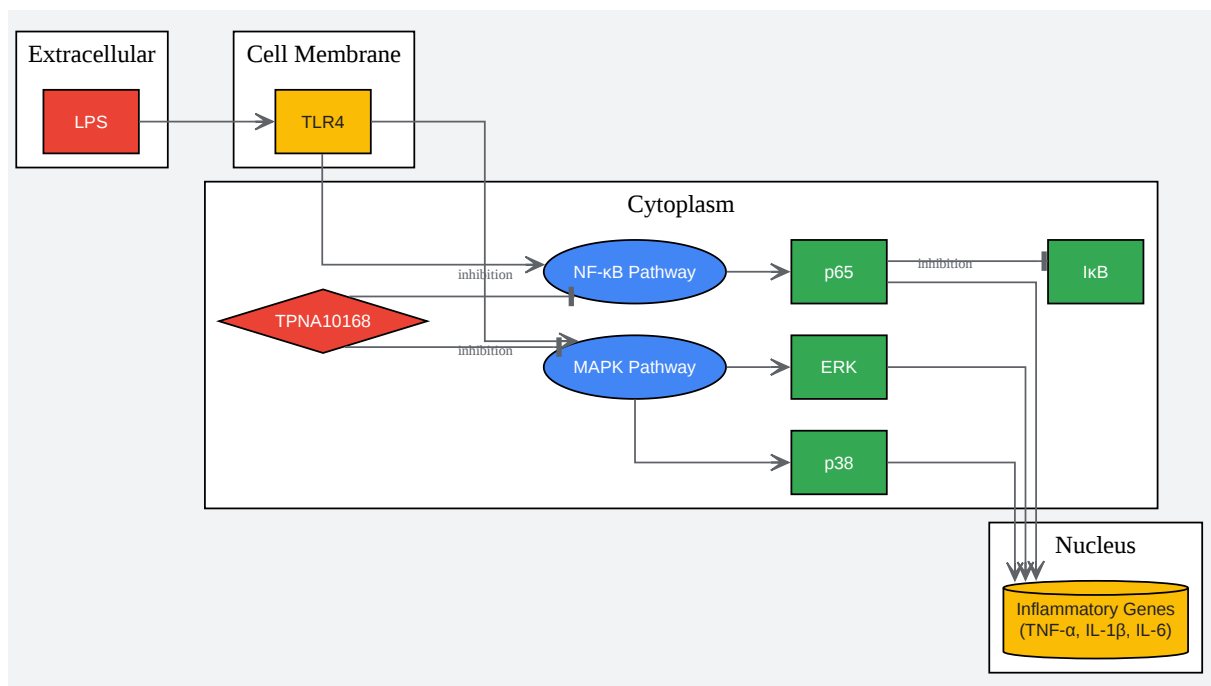 Extracellular
Cell Membrane
LPS
TLR4
Cytoplasm
NF-κB Pathway
p65
inhibition
IκB
inhibition
TPNA10168
inhibition
MAPK Pathway
ERK
p38
Nucleus
Inflammatory Genes
(TNF-α, IL-1β, IL-6)